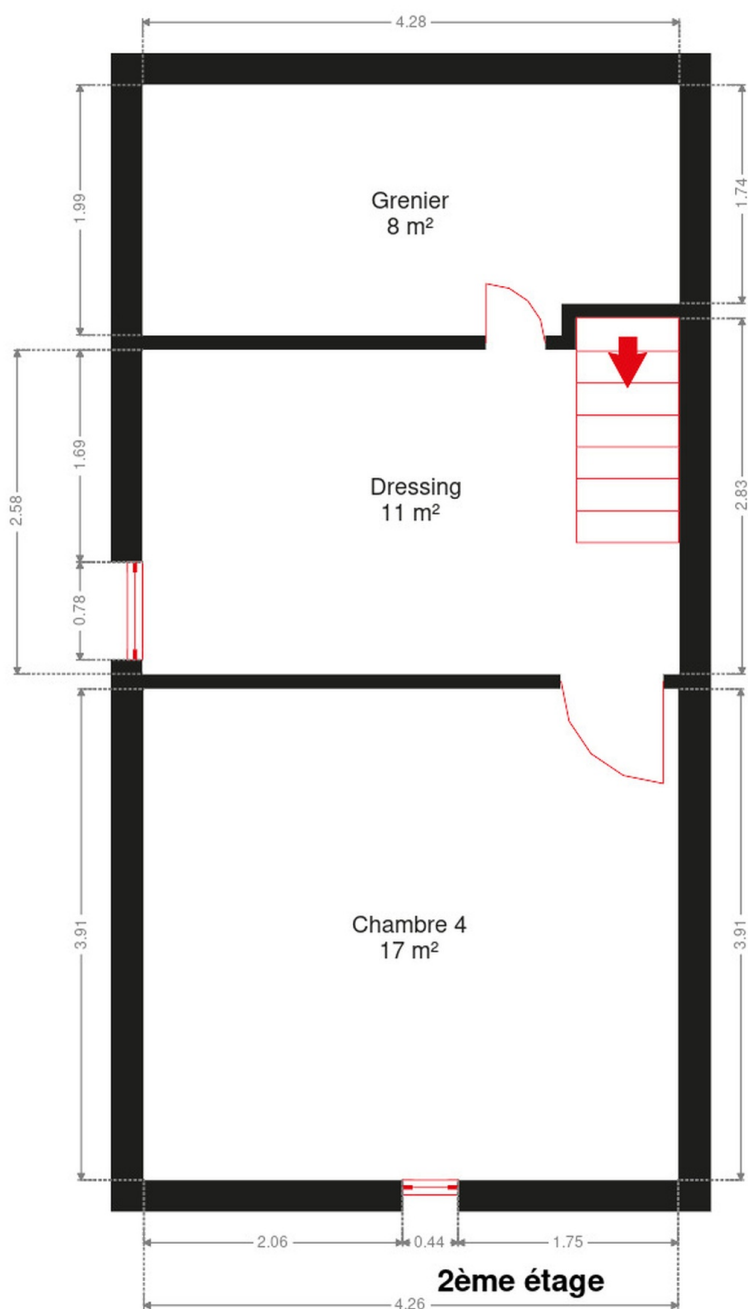 4.28
1.99
1.74
Grenier
8 m²
2.58
1.69
2.83
Dressing
11 m²
0.78
3.91
3.91
Chambre 4
17 m²
2.06
0.44
1.75
2ème étage
4.26